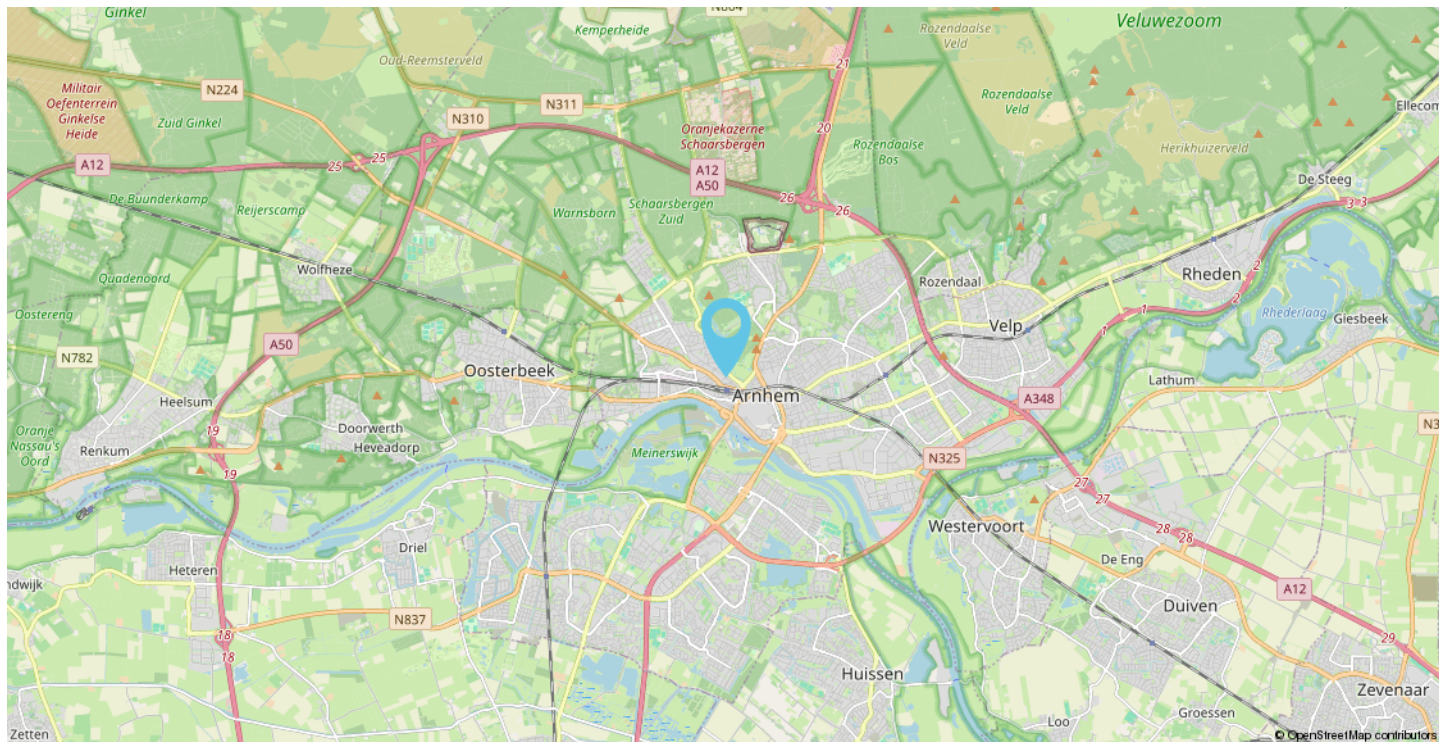 Ginkel
Kemperheide
Veluwezoom
Rozendaalse
Veld
Oud-Reemsterveld
21
Militair
Oefenterrein
Ginkelse
Heide
N224
N311
Rozendaalse
Veld
Ellecom
Zuid Ginkel
N310
20
Oranjekazerne
Schaarsbergen
Rozendaalse
Bos
Herikhuizerveld
A12
25
25
A12
A50
De Steeg
De Buunderkamp
Reijerscamp
Warnsborn
Schaarsbergen
Zuid
26
26
3
3
Wolfheze
Quadenoord
Rozendaal
Rheden
2
2
Oostereng
Rhederlaag
Giesbeek
Velp
1
1
A50
N782
Oosterbeek
Lathum
Heelsum
Arnhem
A348
Oranje
Nassau's
Oord
19
Doorwerth
Renkum
Heveadorp
Meinerswijk
N325
19
27
27
Westervoort
28
28
Driel
De Eng
Heteren
A12
N837
Duiven
18
18
29
Huissen
Zevenaar
Loo
Groessen
Zetten
© OpenStreetMap contributors